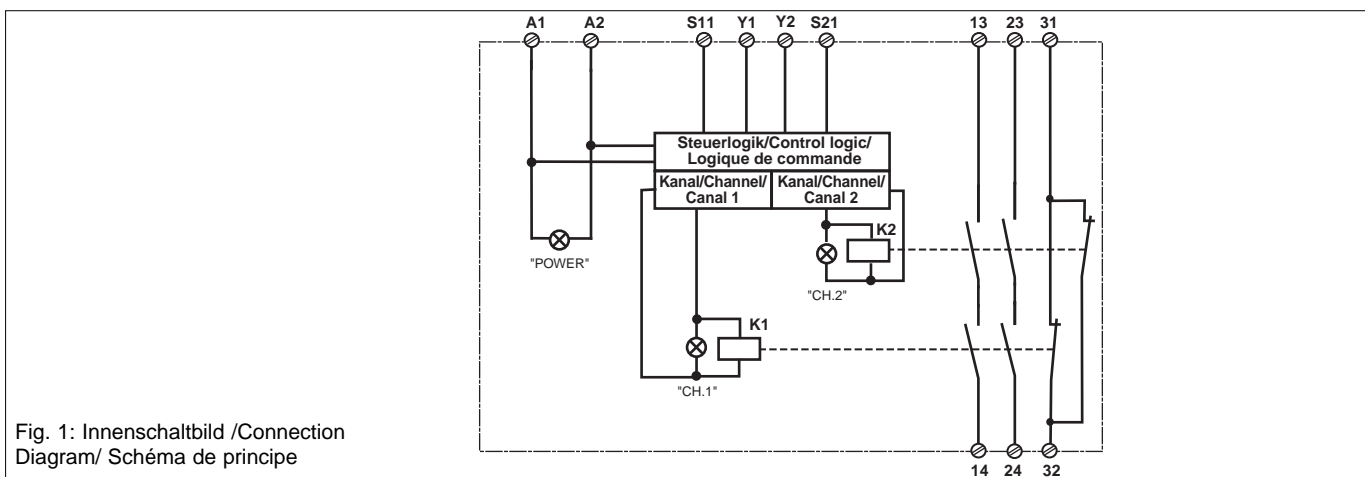 A1 A2 S11 Y1 Y2 S21 13 23 31
Steuerlogik/Control logic/
Logique de commande
Kanal/Channel/ Kanal/Channel/
Canal 1 Canal 2
K2
"POWER"
"CH.2"
K1
"CH.1"
Fig. 1: Innenschaltbild /Connection
Diagram/ Schéma de principe
14 24 32